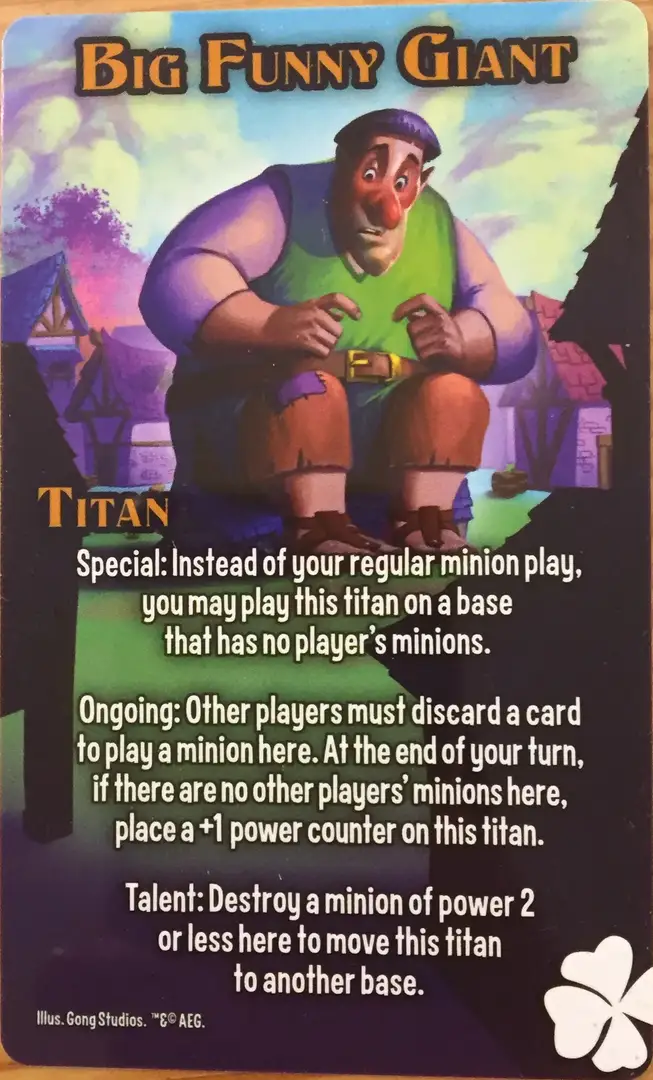 Big Funny Giant
Titan
Special: Instead of your regular minion play,
you may play this titan on a base
that has no player's minions.
Ongoing: Other players must discard a card
to play a minion here. At the end of your turn,
if there are no other players' minions here,
place a +1 power counter on this titan.
Talent: Destroy a minion of power 2
or less here to move this titan
to another base.
Illus. Gong Studios. ™&© AEG.